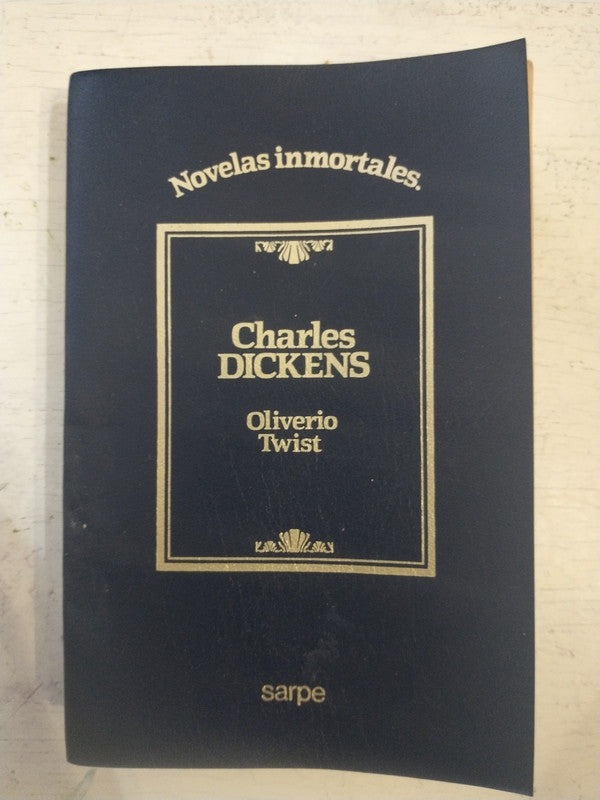 Novelas inmortales.
Charles
DICKENS
Oliverio
Twist
sarpe